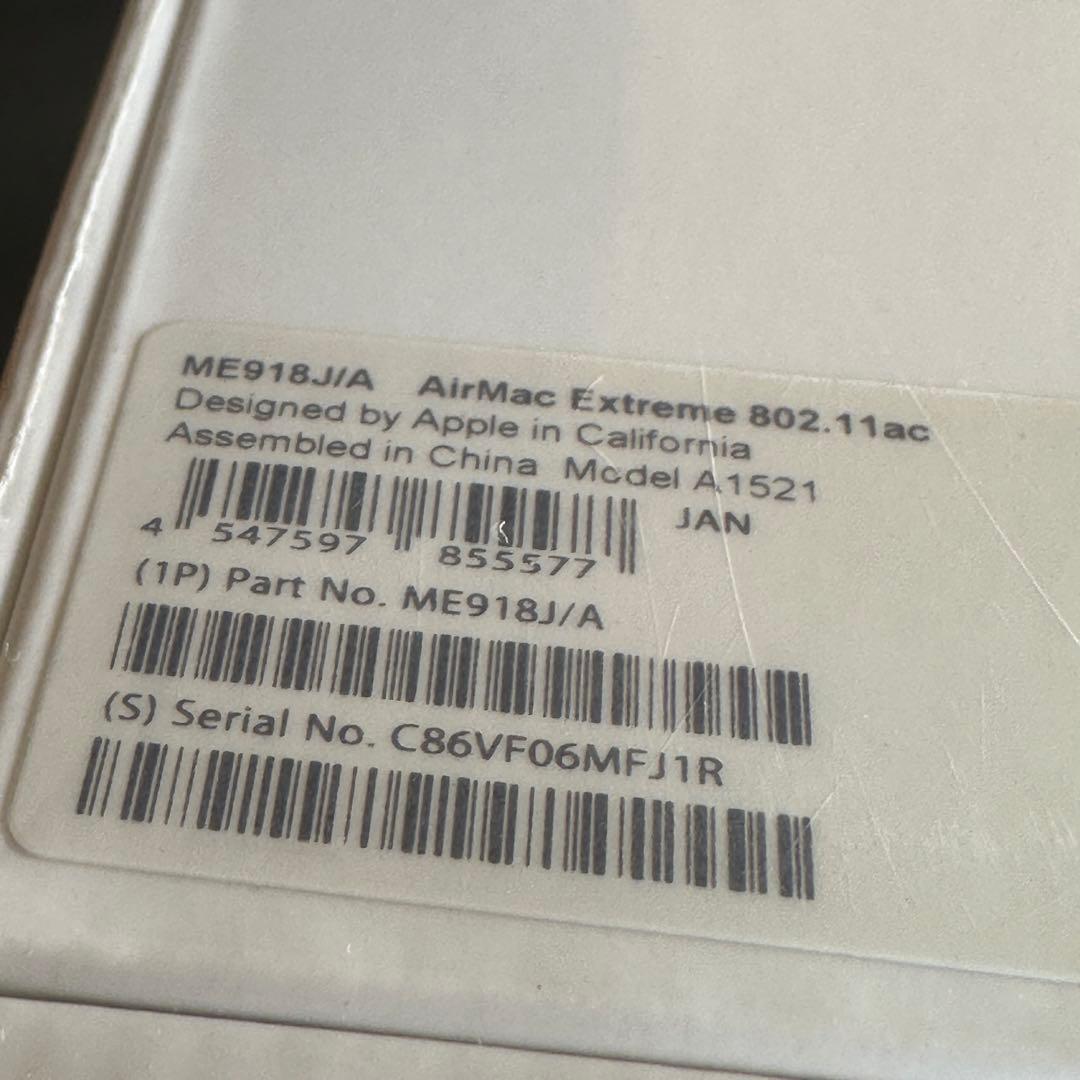 ME918J/A AirMac Extreme 802.11ac
Designed by Apple in California
Assembled in China Model A1521
4 547597 855577 JAN
(1P) Part No. ME918J/A
(S) Serial No. C86VF06MFJ1R